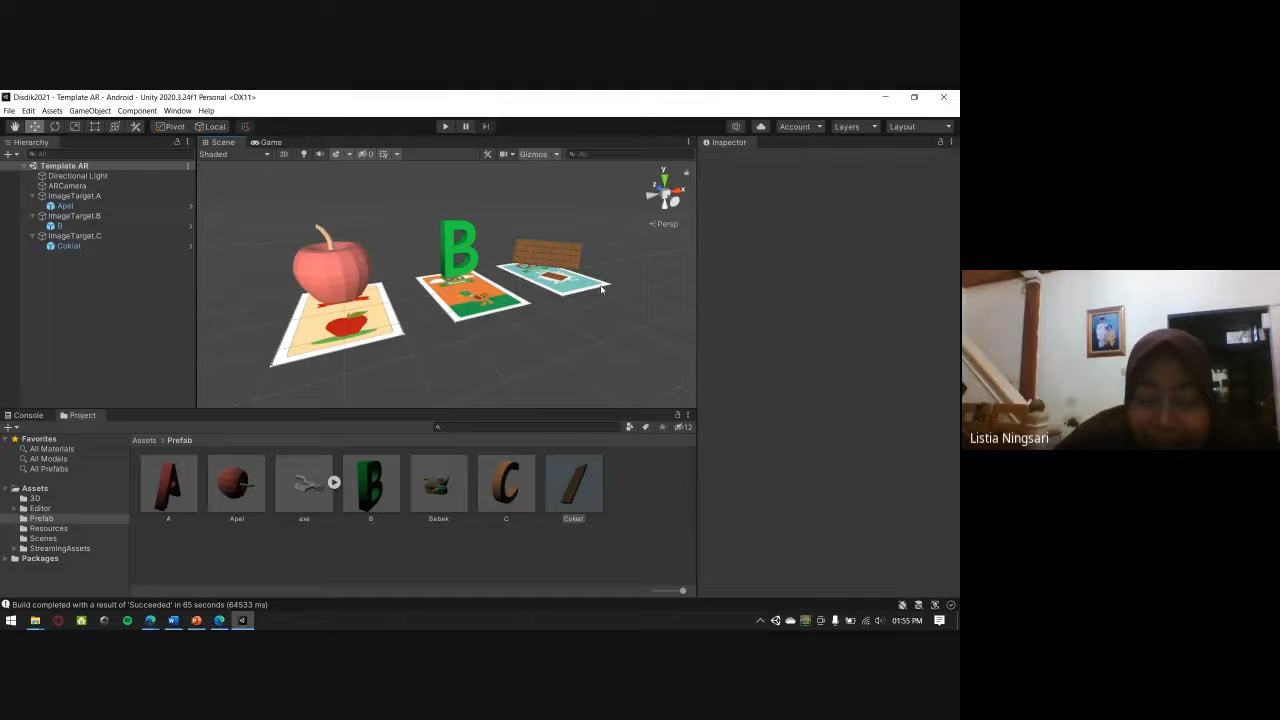 Disdik2021 - Template AR - Android - Unity 2020.3.24f1 Personal <DX11>
File Edit Assets GameObject Component Window Help
Pivot Local Account Layers Layout
Hierarchy Scene Game Inspector
All Shaded 2D 0 Gizmos All
Template AR
Directional Light
ARCamera
ImageTarget.A
Apel
ImageTarget.B
B
ImageTarget.C
Coklat
y
z x
Persp
B
Console Project
12
Favorites
All Materials
All Models
All Prefabs
Assets
3D
Editor
Prefab
Resources
Scenes
StreamingAssets
Packages
Assets > Prefab
A Apel axe B Bebek C Coklat
Build completed with a result of 'Succeeded' in 65 seconds (64533 ms)
01:55 PM
Listia Ningsari